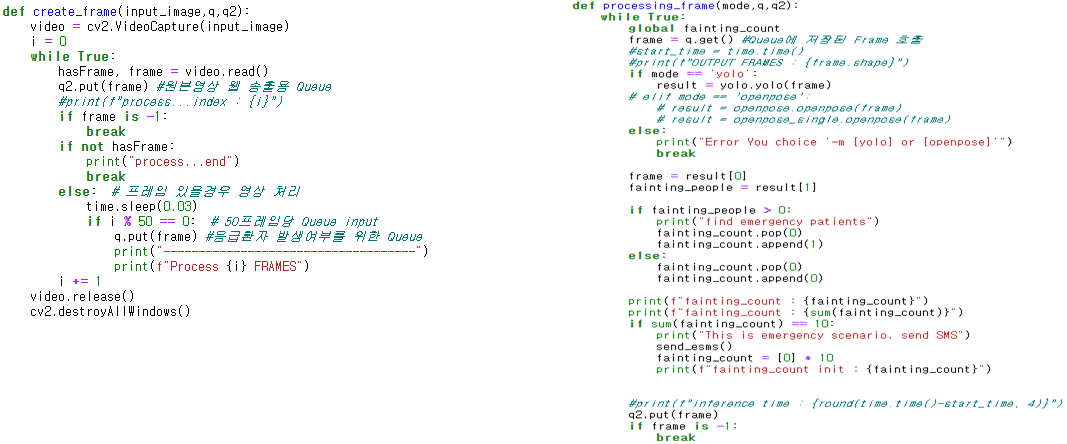 def create_frame(input_image,q,q2):
    video = cv2.VideoCapture(input_image)
    i = 0
    while True:
        hasFrame, frame = video.read()
        q2.put(frame) #원본영상 웹 송출용 Queue
        #print(f"process...index : {i}")
        if frame is -1:
            break
        if not hasFrame:
            print("process...end")
            break
        else:  # 프레임 있을경우 영상 처리
            time.sleep(0.03)
            if i % 50 == 0:  # 50프레임당 Queue input
                q.put(frame) #응급환자 발생여부를 위한 Queue
                print("-----------------------------------")
                print(f"Process {i} FRAMES")
        i += 1
    video.release()
    cv2.destroyAllWindows()
def processing_frame(mode,q,q2):
    while True:
        global fainting_count
        frame = q.get() #Queue에 저장된 Frame 호출
        #start_time = time.time()
        #print(f"OUTPUT FRAMES : {frame.shape}")
        if mode == 'yolo':
            result = yolo.yolo(frame)
        # elif mode == 'openpose':
            # result = openpose.openpose(frame)
            # result = openpose_single.openpose(frame)
        else:
            print("Error You choice '-m [yolo] or [openpose]'")
            break

        frame = result[0]
        fainting_people = result[1]

        if fainting_people > 0:
            print("find emergency patients")
            fainting_count.pop(0)
            fainting_count.append(1)
        else:
            fainting_count.pop(0)
            fainting_count.append(0)

        print(f"fainting_count : {fainting_count}")
        print(f"fainting_count : {sum(fainting_count)}")
        if sum(fainting_count) == 10:
            print("This is emergency scenario. send SMS")
            send_esms()
            fainting_count = [0] * 10
            print(f"fainting_count init : {fainting_count}")

        #print(f"inference time : {round(time.time()-start_time, 4)}")
        q2.put(frame)
        if frame is -1:
            break